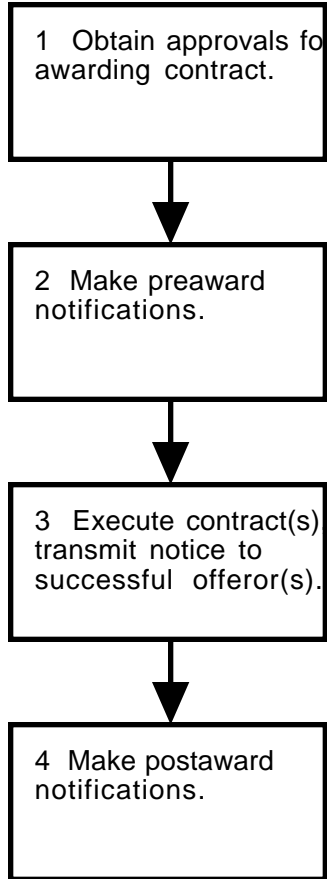 1 Obtain approvals fo
awarding contract.
2 Make preaward
notifications.
3 Execute contract(s)
transmit notice to
successful offeror(s).
4 Make postaward
notifications.